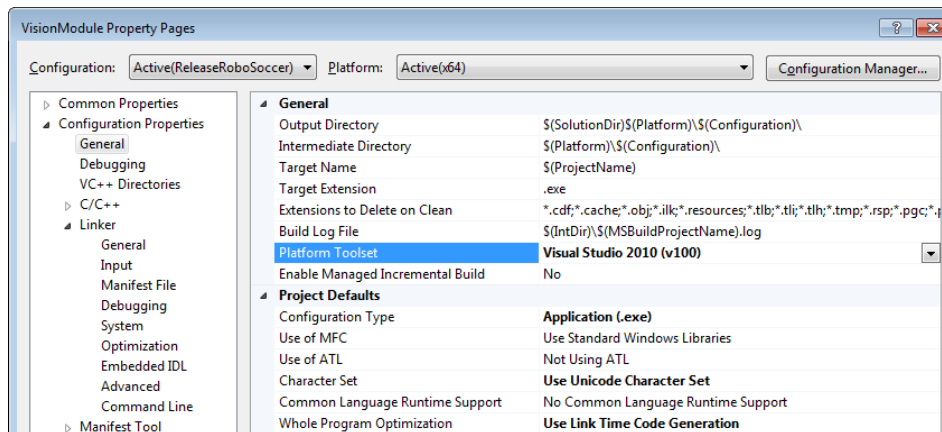 VisionModule Property Pages
Configuration: Active(ReleaseRoboSoccer) Platform: Active(x64) Configuration Manager...
Common Properties
Configuration Properties
General
Debugging
VC++ Directories
C/C++
Linker
General
Input
Manifest File
Debugging
System
Optimization
Embedded IDL
Advanced
Command Line
Manifest Tool
General
Output Directory $(SolutionDir)$(Platform)\$(Configuration)\
Intermediate Directory $(Platform)\$(Configuration)\
Target Name $(ProjectName)
Target Extension .exe
Extensions to Delete on Clean *.cdf;*.cache;*.obj;*.ilk;*.resources;*.tlb;*.tli;*.tlh;*.tmp;*.rsp;*.pgc;*.
Build Log File $(IntDir)\$(MSBuildProjectName).log
Platform Toolset Visual Studio 2010 (v100)
Enable Managed Incremental Build No
Project Defaults
Configuration Type Application (.exe)
Use of MFC Use Standard Windows Libraries
Use of ATL Not Using ATL
Character Set Use Unicode Character Set
Common Language Runtime Support No Common Language Runtime Support
Whole Program Optimization Use Link Time Code Generation